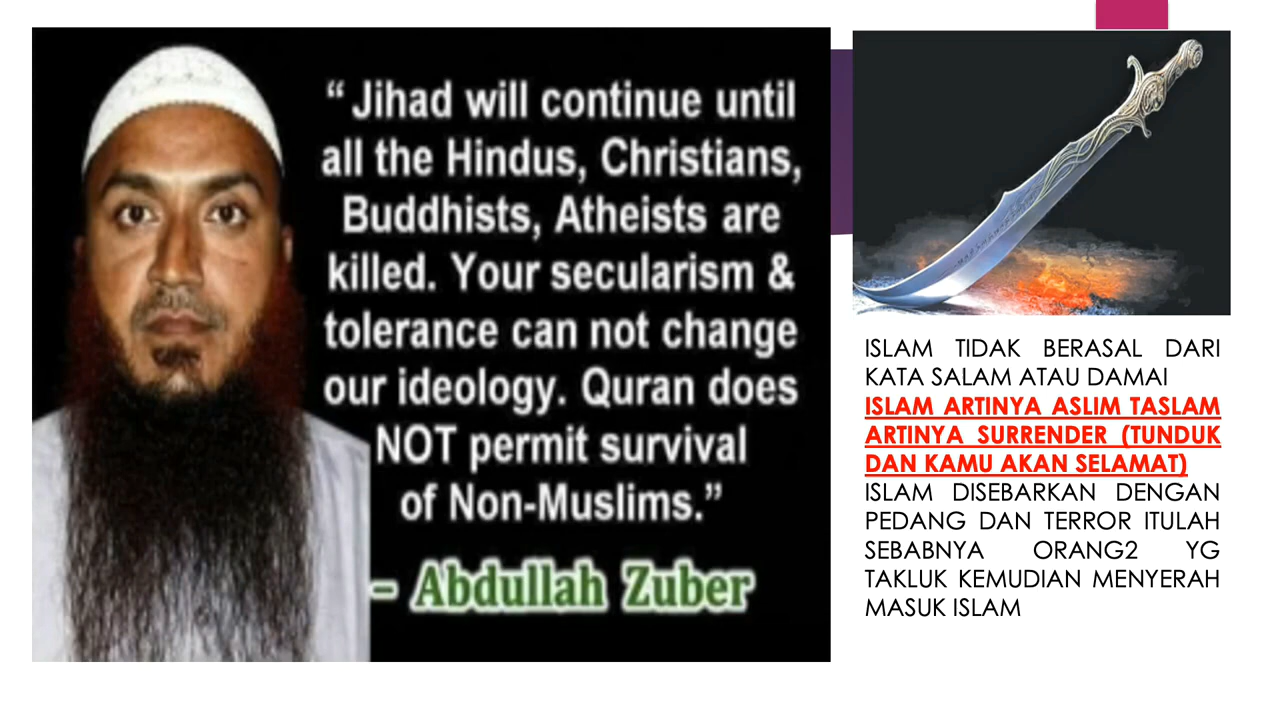 “ Jihad will continue until
all the Hindus, Christians,
Buddhists, Atheists are
killed. Your secularism &
tolerance can not change
our ideology. Quran does
NOT permit survival
of Non-Muslims.”
– Abdullah Zuber
ISLAM TIDAK BERASAL DARI
KATA SALAM ATAU DAMAI
ISLAM ARTINYA ASLIM TASLAM
ARTINYA SURRENDER (TUNDUK
DAN KAMU AKAN SELAMAT)
ISLAM DISEBARKAN DENGAN
PEDANG DAN TERROR ITULAH
SEBABNYA ORANG2 YG
TAKLUK KEMUDIAN MENYERAH
MASUK ISLAM